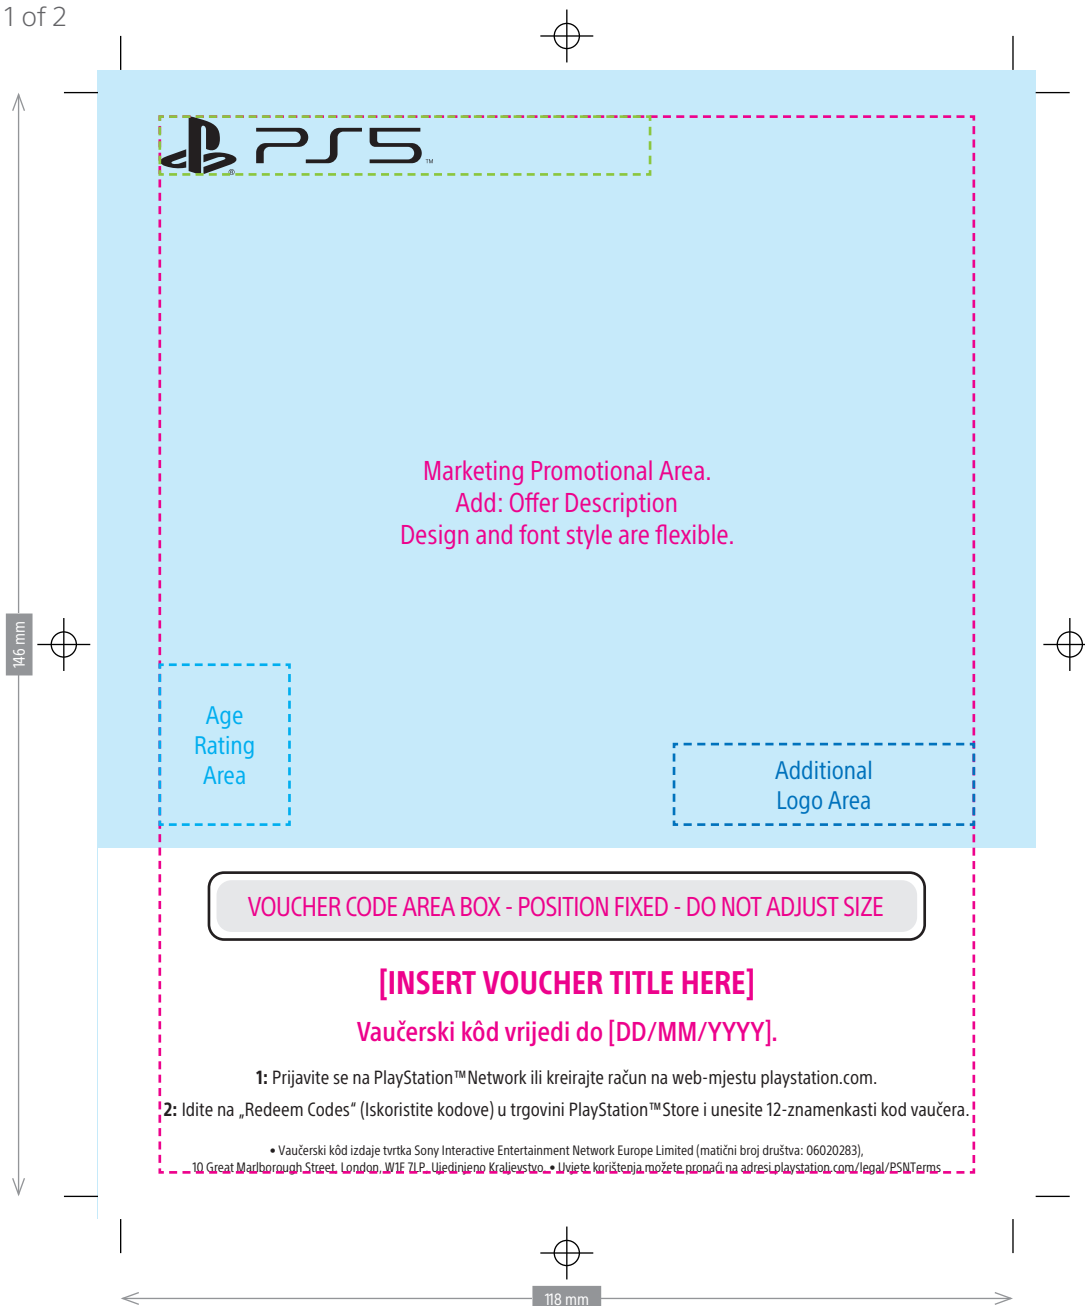 1 of 2
PS5™
®
Marketing Promotional Area.
Add: Offer Description
Design and font style are flexible.
146 mm
Age
Rating
Area
Additional
Logo Area
VOUCHER CODE AREA BOX - POSITION FIXED - DO NOT ADJUST SIZE
[INSERT VOUCHER TITLE HERE]
Vaučerski kôd vrijedi do [DD/MM/YYYY].
1: Prijavite se na PlayStation™Network ili kreirajte račun na web-mjestu playstation.com.
2: Idite na „Redeem Codes“ (Iskoristite kodove) u trgovini PlayStation™Store i unesite 12-znamenkasti kod vaučera.
• Vaučerski kôd izdaje tvrtka Sony Interactive Entertainment Network Europe Limited (matični broj društva: 06020283),
10 Great Marlborough Street, London, W1F 7LP, Ujedinjeno Kraljevstvo. • Uvjete korištenja možete pronaći na adresi playstation.com/legal/PSNTerms
118 mm